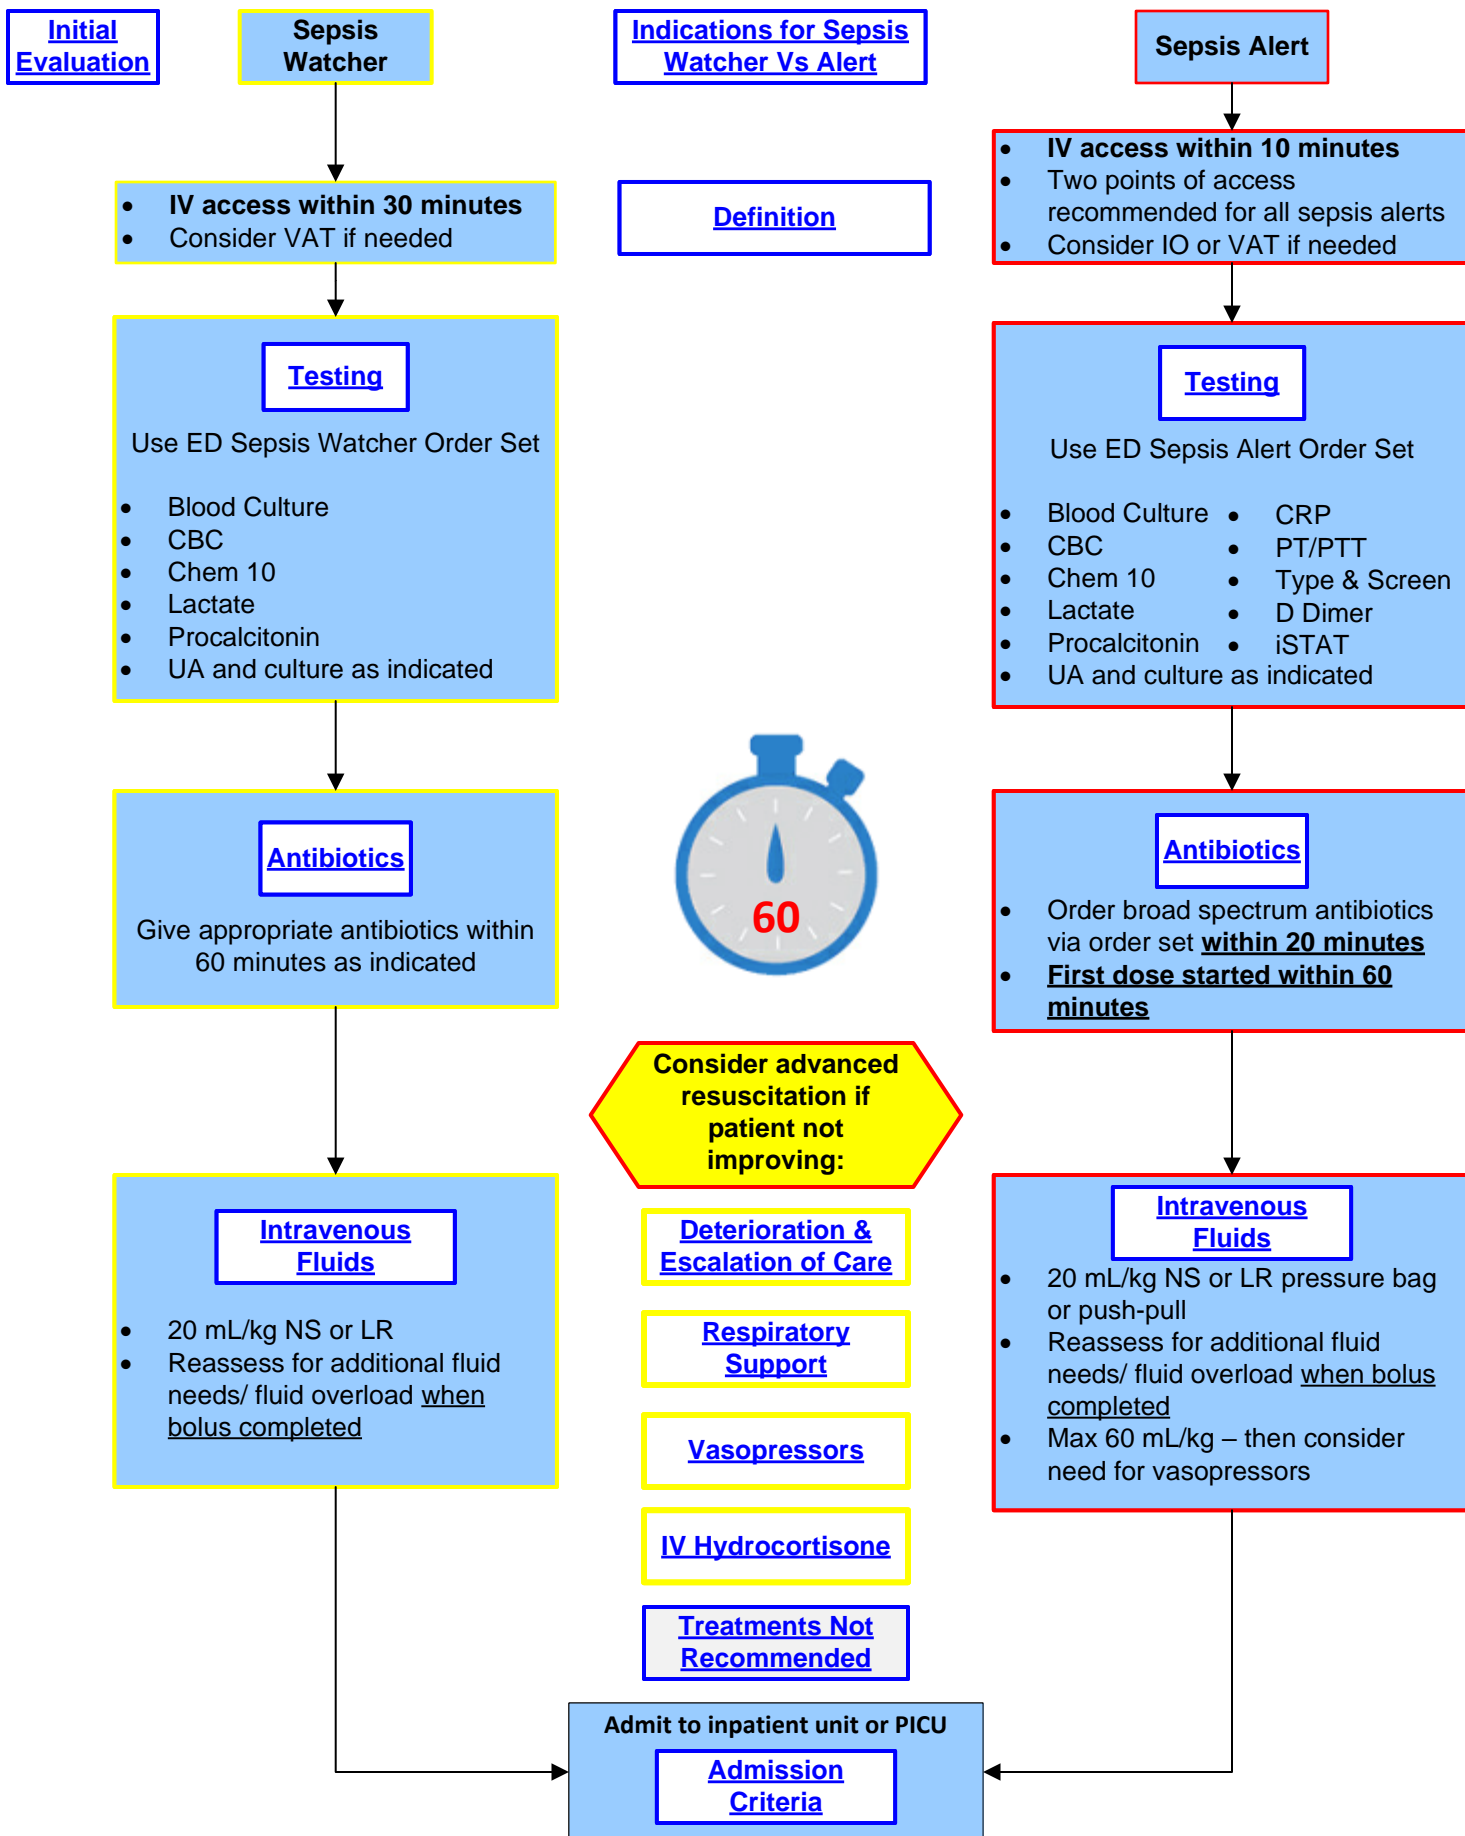 Initial
Evaluation
Sepsis
Watcher
Indications for Sepsis
Watcher Vs Alert
Sepsis Alert
• IV access within 30 minutes
• Consider VAT if needed
Definition
• IV access within 10 minutes
• Two points of access
recommended for all sepsis alerts
• Consider IO or VAT if needed
Testing
Use ED Sepsis Watcher Order Set
• Blood Culture
• CBC
• Chem 10
• Lactate
• Procalcitonin
• UA and culture as indicated
Testing
Use ED Sepsis Alert Order Set
• Blood Culture • CRP
• CBC • PT/PTT
• Chem 10 • Type & Screen
• Lactate • D Dimer
• Procalcitonin • iSTAT
• UA and culture as indicated
Antibiotics
Give appropriate antibiotics within
60 minutes as indicated
60
Antibiotics
• Order broad spectrum antibiotics
via order set within 20 minutes
• First dose started within 60
minutes
Consider advanced
resuscitation if
patient not
improving:
Intravenous
Fluids
• 20 mL/kg NS or LR
• Reassess for additional fluid
needs/ fluid overload when
bolus completed
Deterioration &
Escalation of Care
Respiratory
Support
Vasopressors
IV Hydrocortisone
Treatments Not
Recommended
Intravenous
Fluids
• 20 mL/kg NS or LR pressure bag
or push-pull
• Reassess for additional fluid
needs/ fluid overload when bolus
completed
• Max 60 mL/kg – then consider
need for vasopressors
Admit to inpatient unit or PICU
Admission
Criteria